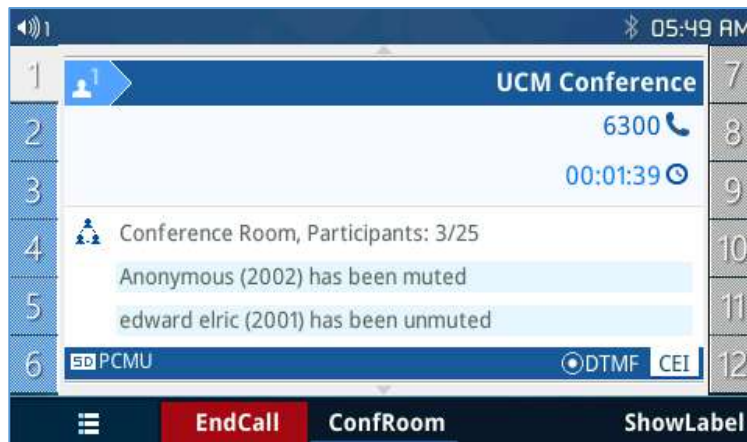 1 05:49 AM
1 1 UCM Conference 7
2 6300 8
3 00:01:39 9
4 Conference Room, Participants: 3/25 10
Anonymous (2002) has been muted
5 edward elric (2001) has been unmuted 11
6 SD PCMU DTMF CEI 12
EndCall ConfRoom ShowLabel